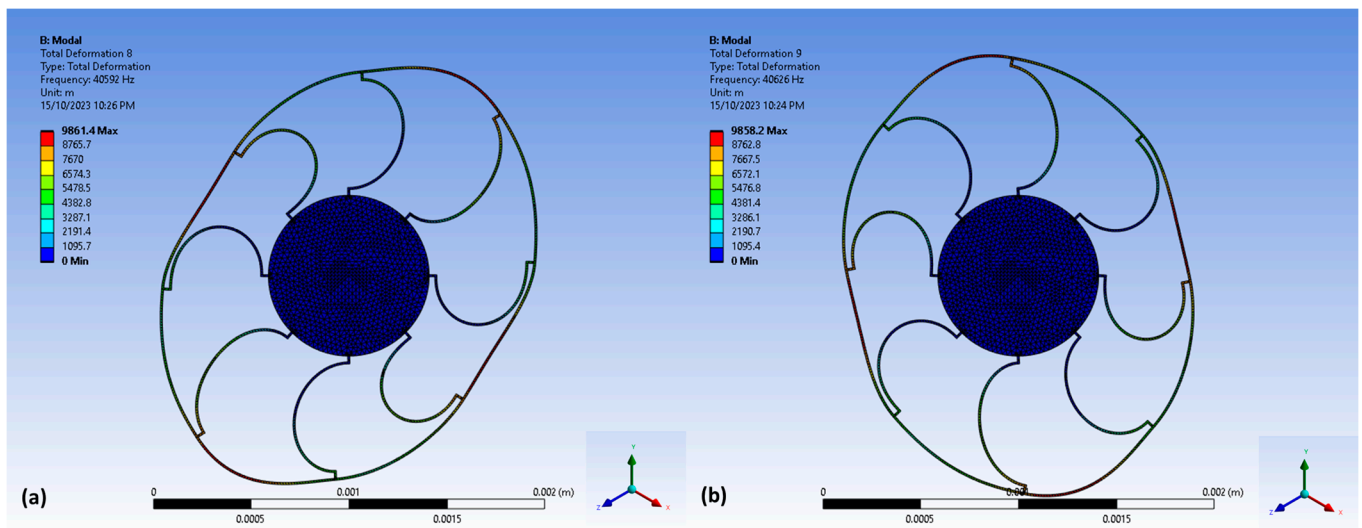 B: Modal
Total Deformation 8
Type: Total Deformation
Frequency: 40592 Hz
Unit: m
15/10/2023 10:26 PM
9861.4 Max
8765.7
7670
6574.3
5478.5
4382.8
3287.1
2191.4
1095.7
0 Min
(a)
0
0.001
0.002 (m)
0.0005
0.0015
Y
Z
X
B: Modal
Total Deformation 9
Type: Total Deformation
Frequency: 40626 Hz
Unit: m
15/10/2023 10:24 PM
9858.2 Max
8762.8
7667.5
6572.1
5476.8
4381.4
3286.1
2190.7
1095.4
0 Min
(b)
0
0.001
0.002 (m)
0.0005
0.0015
Y
Z
X